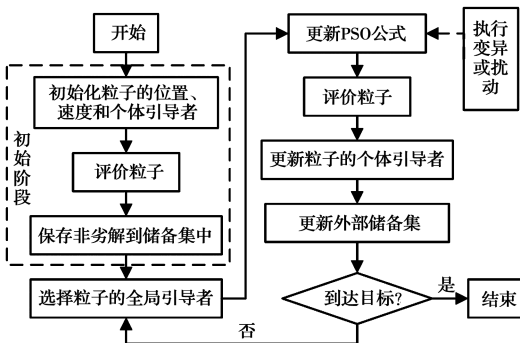 开始
初始化粒子的位置、
速度和个体引导者
评价粒子
保存非劣解到储备集中
初始阶段
选择粒子的全局引导者
更新PSO公式
执行
变异
或扰
动
评价粒子
更新粒子的个体引导者
更新外部储备集
到达目标?
是
结束
否